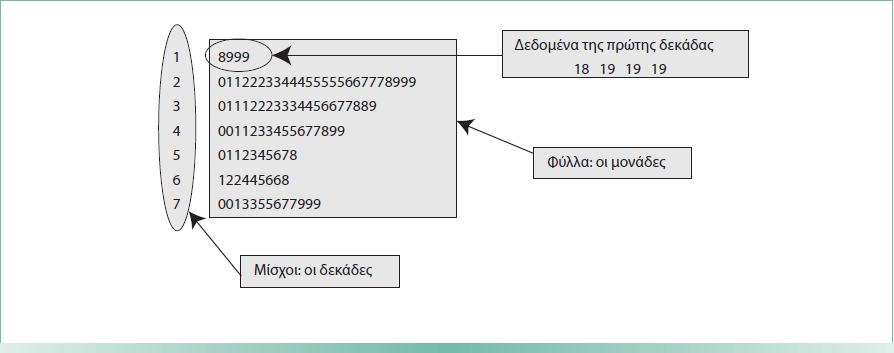 Δεδομένα της πρώτης δεκάδας
18 19 19 19
1 8999
2 0112223344455555667778999
3 01112223334456677889
4 0011233455677899
5 0112345678
6 122445668
7 0013355677999
Φύλλα: οι μονάδες
Μίσχοι: οι δεκάδες